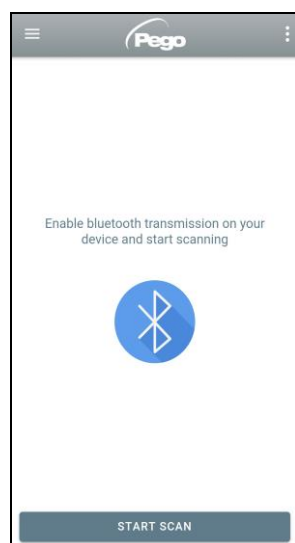 Pego
Enable bluetooth transmission on your
device and start scanning
START SCAN